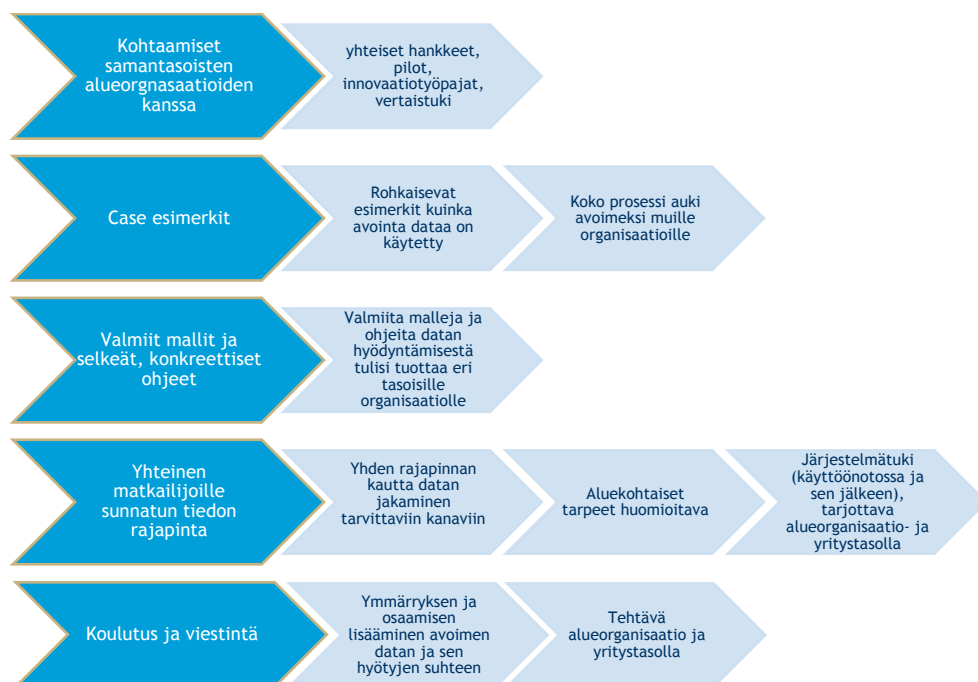 Kohtaamiset
samantasoisten
alueorgnasaatioiden
kanssa
yhteiset hankkeet,
pilot,
innovaatiotyöpajat,
vertaistuki
Case esimerkit
Rohkaisevat
esimerkit kuinka
avointa dataa on
käytetty
Koko prosessi auki
avoimeksi muille
organisaatioille
Valmiit mallit ja
selkeät, konkreettiset
ohjeet
Valmiita malleja ja
ohjeita datan
hyödyntämisestä
tulisi tuottaa eri
tasoisille
organisaatiolle
Yhteinen
matkailijoille
sunnatun tiedon
rajapinta
Yhden rajapinnan
kautta datan
jakaminen
tarvittaviin kanaviin
Aluekohtaiset
tarpeet huomioitava
Järjestelmätuki
(käyttöönotossa ja
sen jälkeen),
tarjottava
alueorganisaatio- ja
yritystasolla
Koulutus ja viestintä
Ymmärryksen ja
osaamisen
lisääminen avoimen
datan ja sen
hyötyjen suhteen
Tehtävä
alueorganisaatio ja
yritystasolla